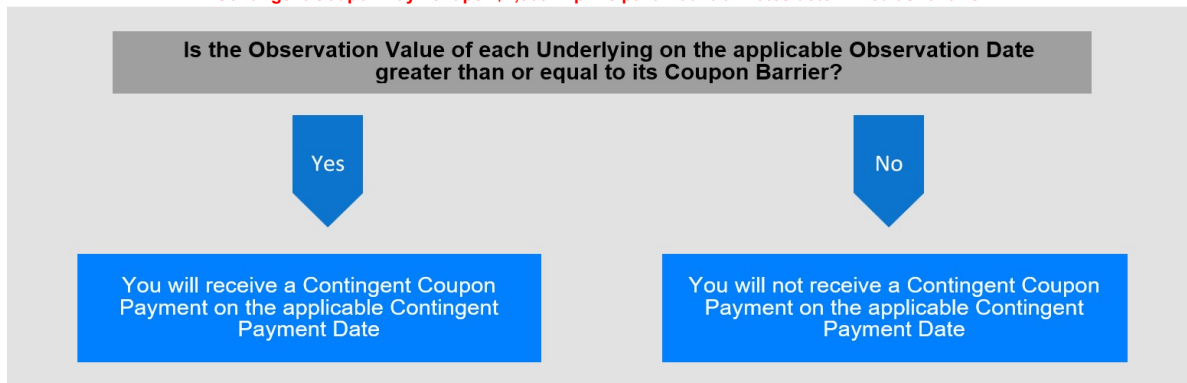 Is the Observation Value of each Underlying on the applicable Observation Date
greater than or equal to its Coupon Barrier?
Yes
No
You will receive a Contingent Coupon
Payment on the applicable Contingent
Payment Date
You will not receive a Contingent Coupon
Payment on the applicable Contingent
Payment Date